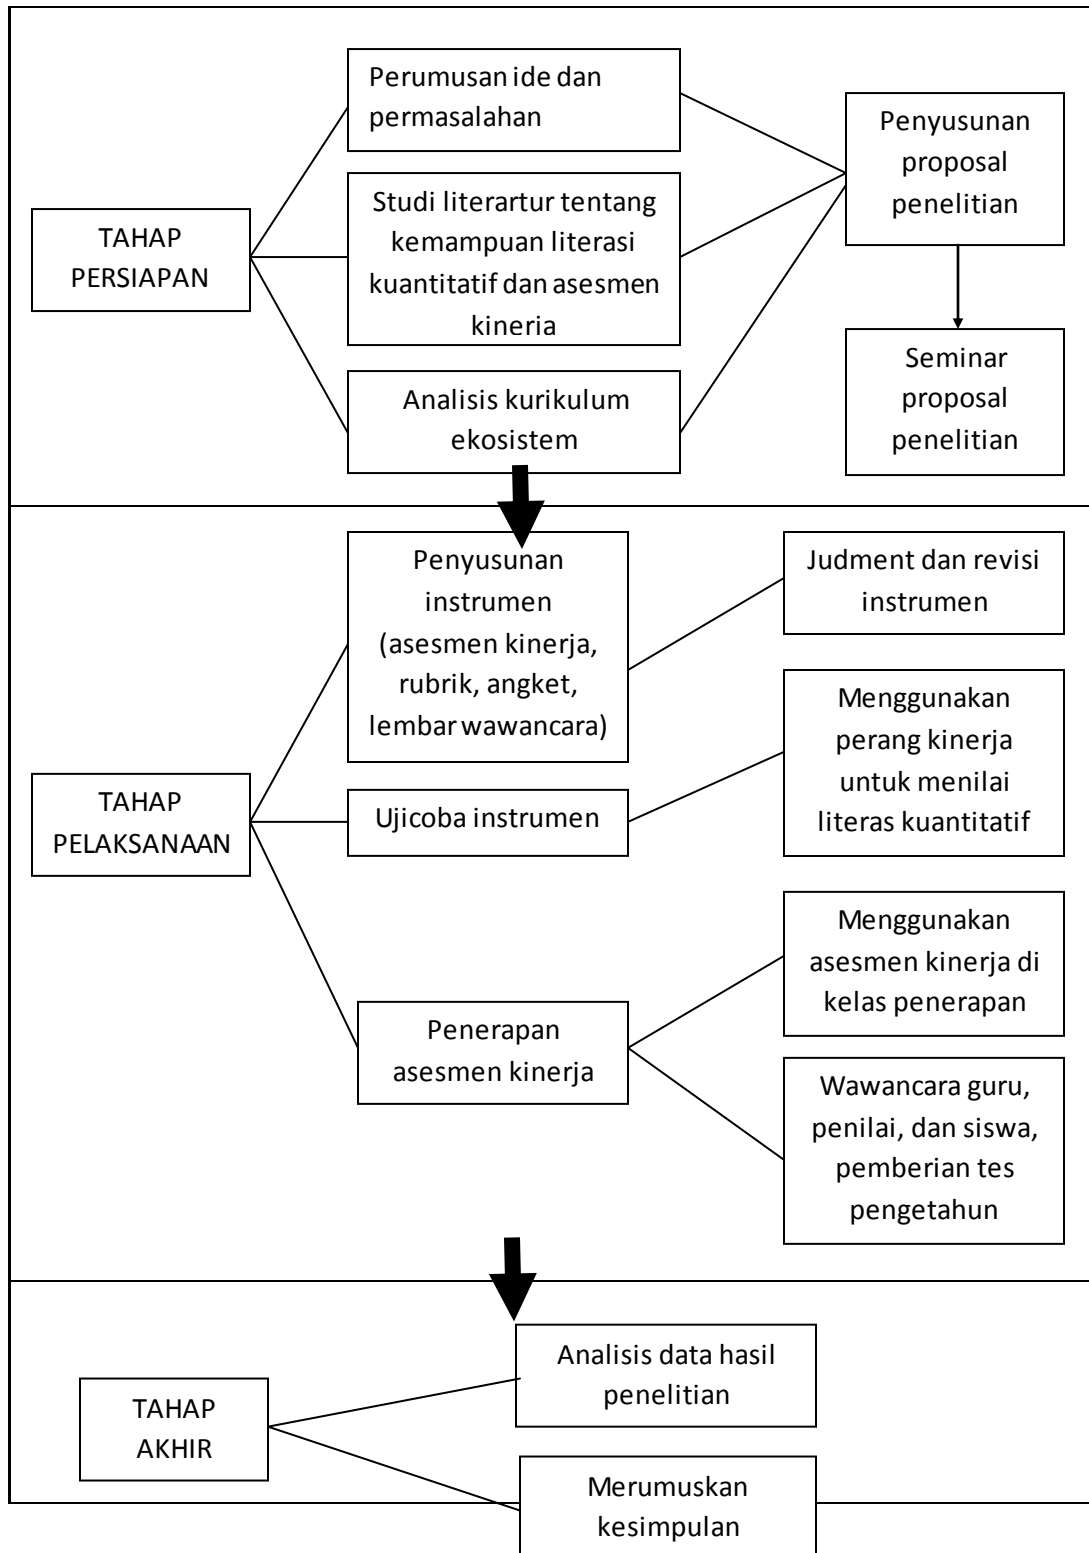 Perumusan ide dan
permasalahan
Penyusunan
proposal
penelitian
Studi literartur tentang
kemampuan literasi
kuantitatif dan asesmen
kineria
TAHAP
PERSIAPAN
Seminar
proposal
penelitian
Analisis kurikulum
ekosistem
Penyusunan
instrumen
(asesmen kinerja,
rubrik, angket,
lembar wawancara)
Judment dan revisi
instrumen
Menggunakan
perang kinerja
untuk menilai
literas kuantitatif
TAHAP
PELAKSANAAN
Ujicoba instrumen
Menggunakan
asesmen kinerja di
kelas penerapan
Penerapan
asesmen kinerja
Wawancara guru,
penilai, dan siswa,
pemberian tes
pengetahun
Analisis data hasil
penelitian
TAHAP
AKHIR
Merumuskan
kesimpulan